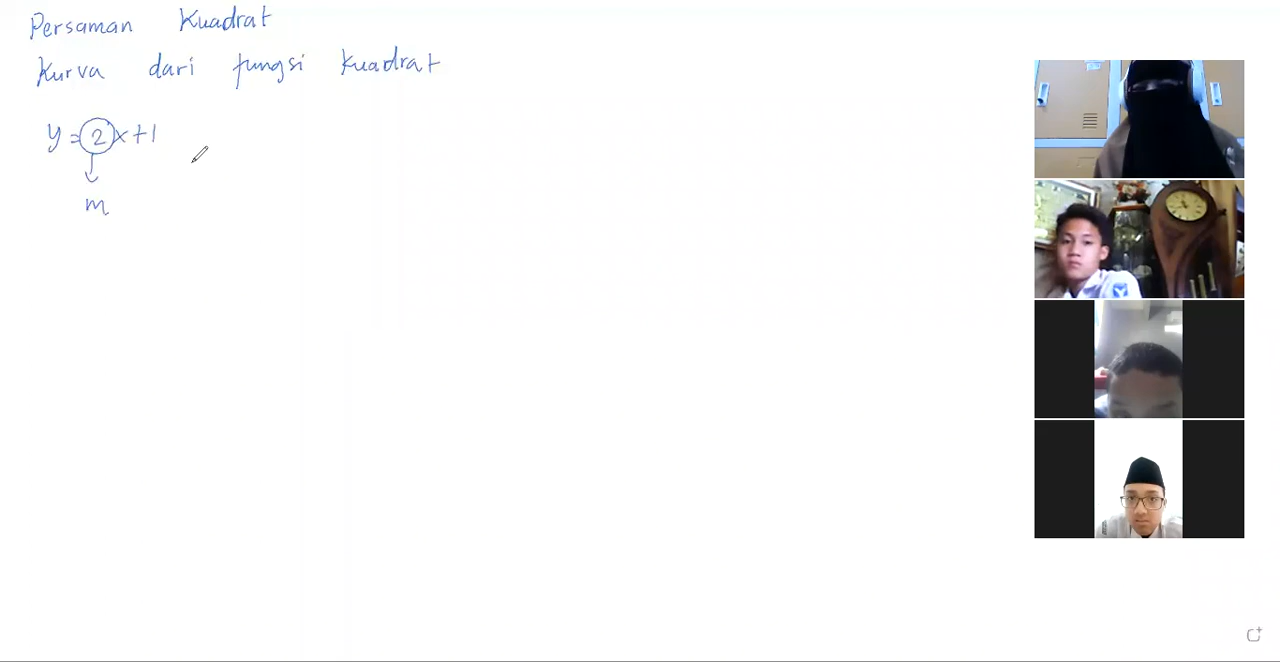 Persaman Kuadrat
Kurva dari fungsi kuadrat
y = 2x+1
m